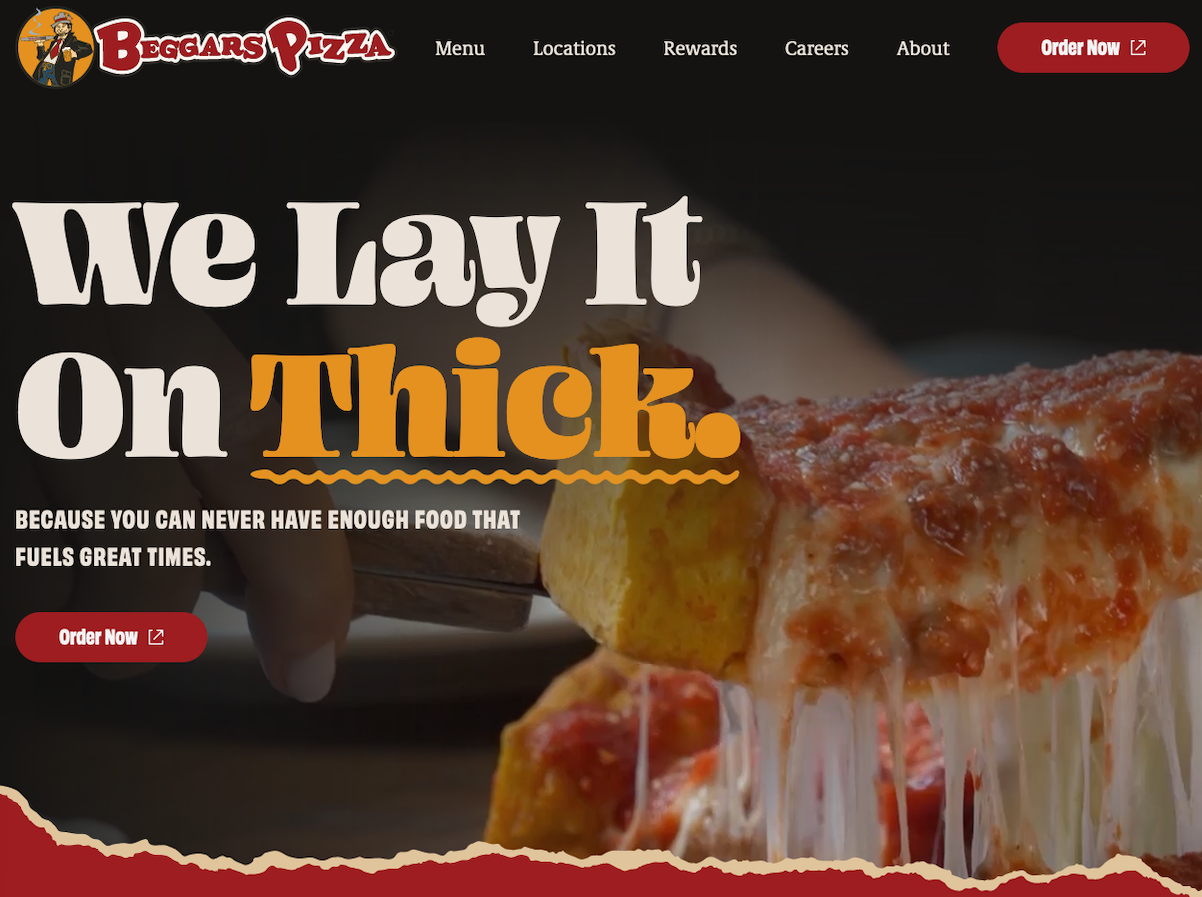 BEGGARS PIZZA
Menu
Locations
Rewards
Careers
About
Order Now
We Lay It
On Thick.
BECAUSE YOU CAN NEVER HAVE ENOUGH FOOD THAT
FUELS GREAT TIMES.
Order Now